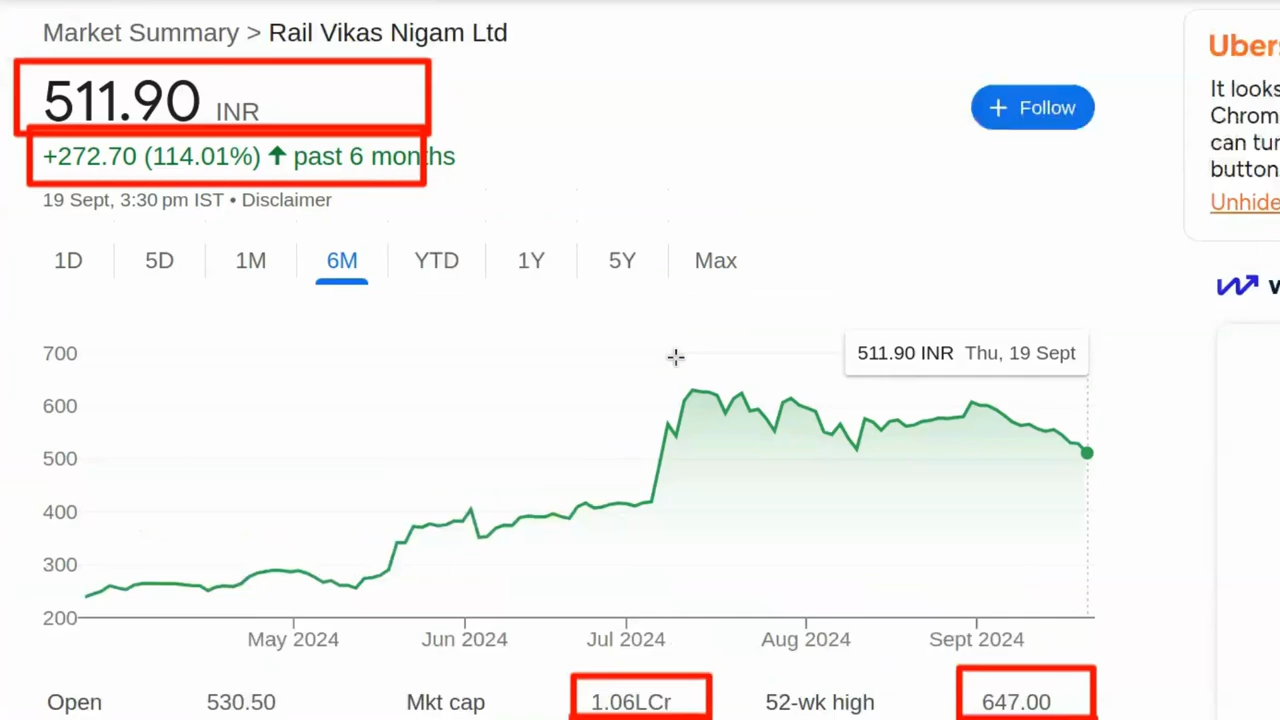 Market Summary > Rail Vikas Nigam Ltd
511.90 INR
+ Follow
+272.70 (114.01%) ↑ past 6 months
19 Sept, 3:30 pm IST • Disclaimer
1D 5D 1M 6M YTD 1Y 5Y Max
511.90 INR Thu, 19 Sept
700
600
500
400
300
200
May 2024 Jun 2024 Jul 2024 Aug 2024 Sept 2024
Open 530.50 Mkt cap 1.06LCr 52-wk high 647.00
It looks
can
button